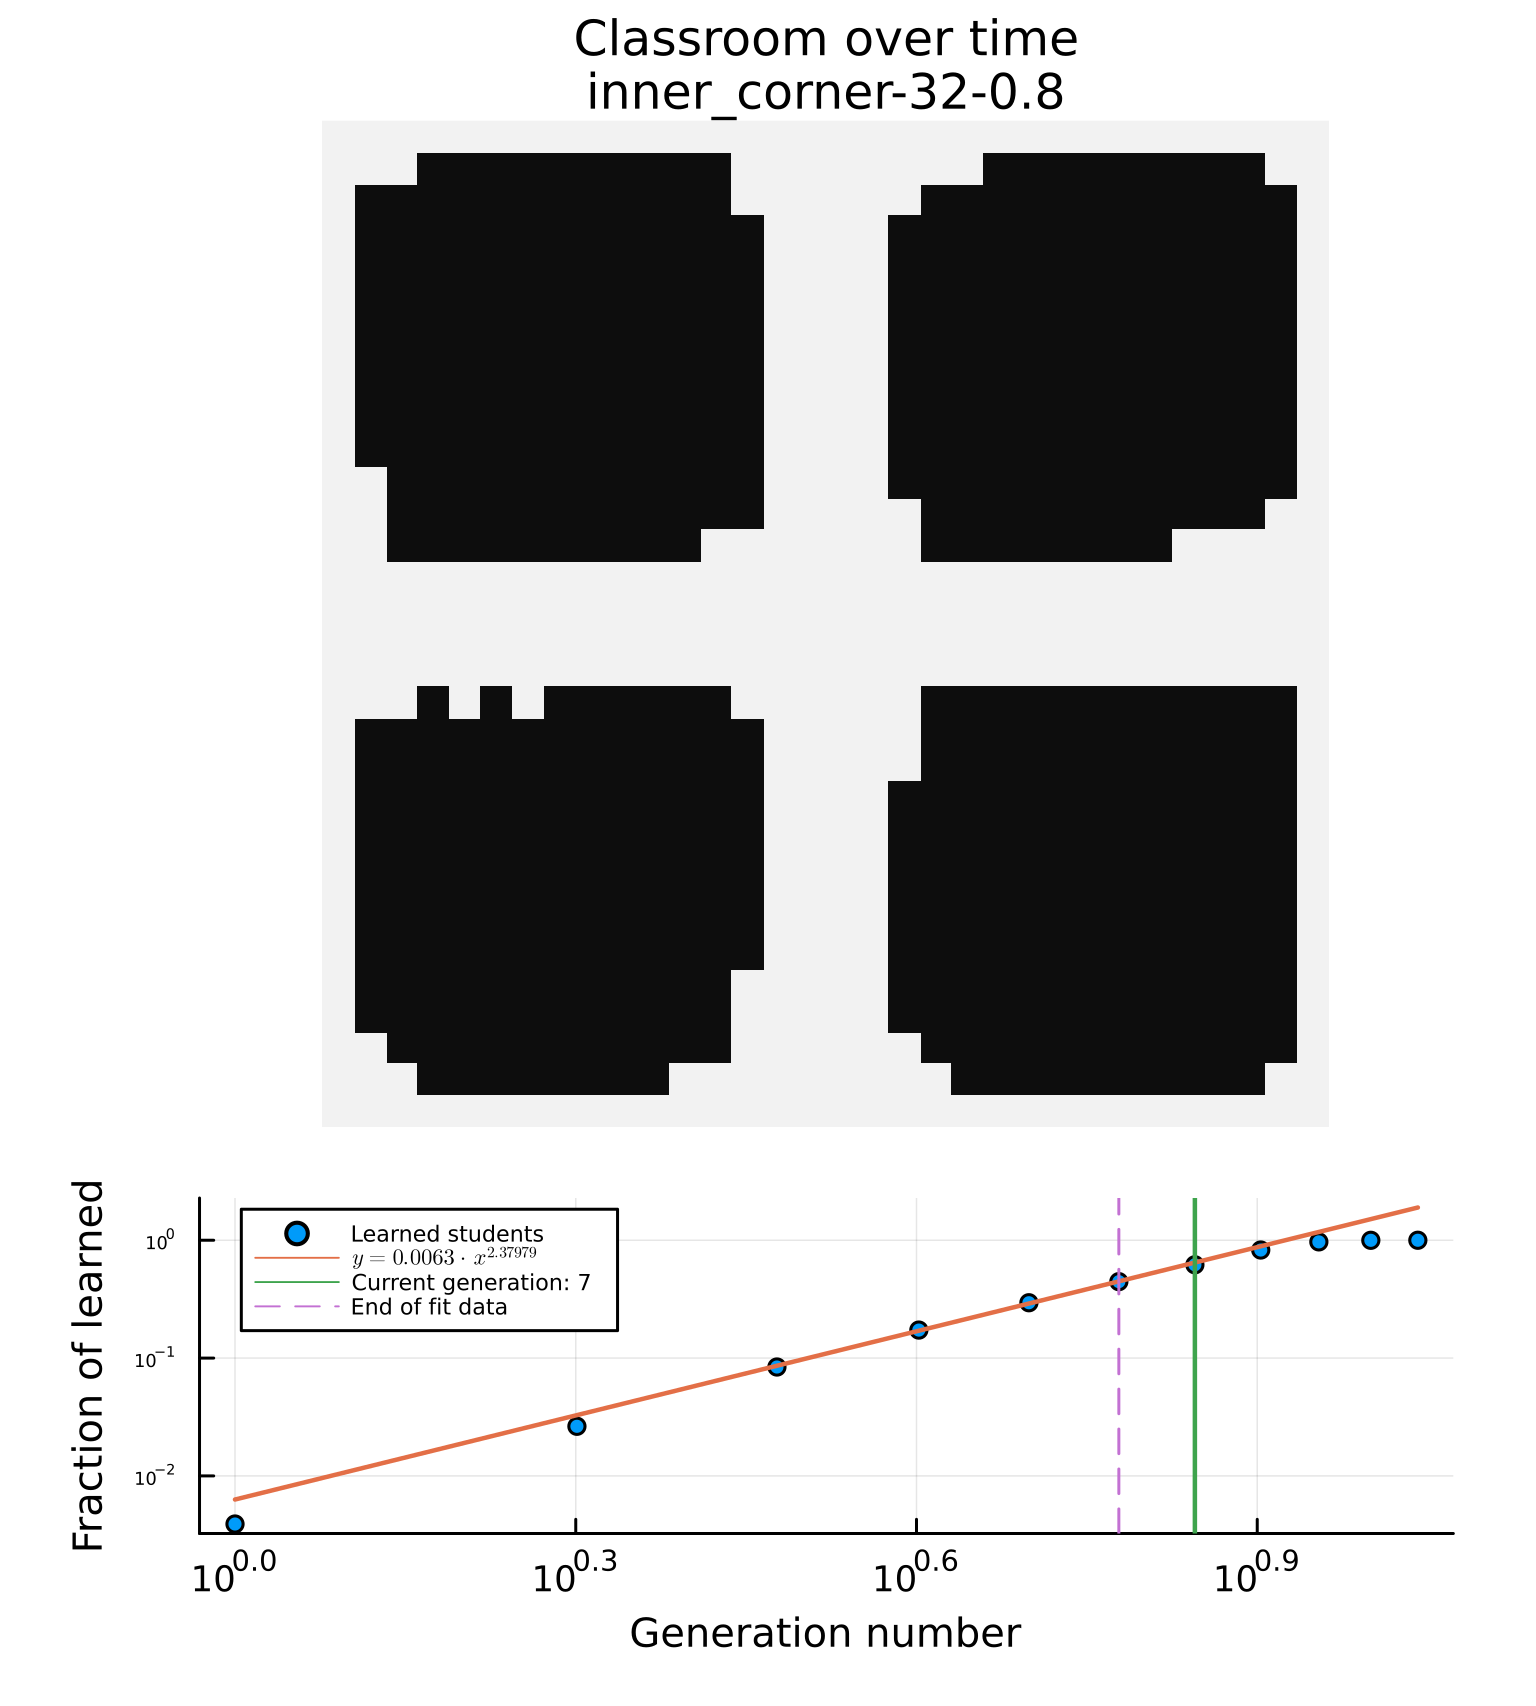 Classroom over time
inner_corner-32-0.8
Fraction of learned
10^0
10^-1
10^-2
Learned students
y = 0.0063 · x^2.37979
Current generation: 7
End of fit data
10^0.0 10^0.3 10^0.6 10^0.9
Generation number